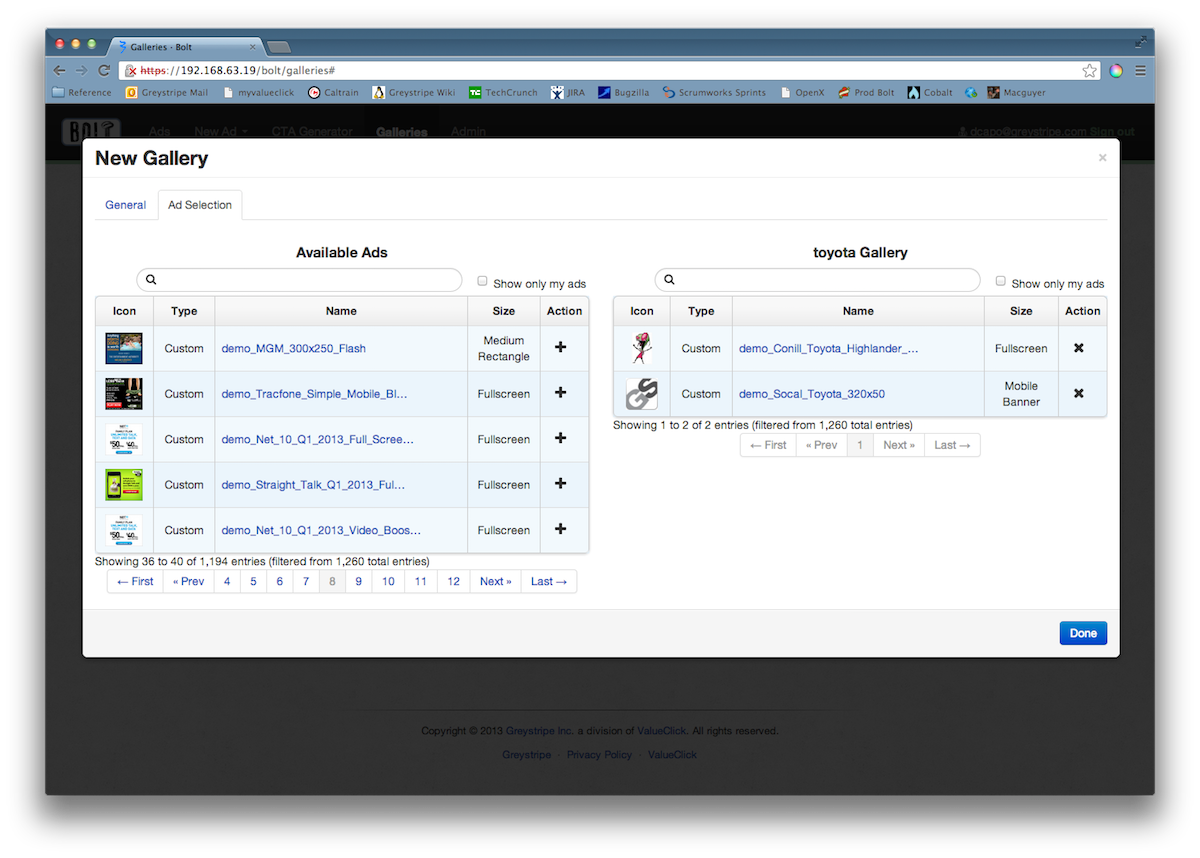 Galleries - Bolt
https://192.168.63.19/bolt/galleries#
Reference Greystripe Mail myvalueclick Caltrain Greystripe Wiki TechCrunch JIRA Bugzilla Scrumworks Sprints OpenX Prod Bolt Cobalt Macguyer
BOLT Ads New Ad CTA Generator Galleries Admin dcapo@greystripe.com Sign out
New Gallery ×
General Ad Selection
Available Ads
Show only my ads
Icon Type Name Size Action
Custom demo_MGM_300x250_Flash Medium Rectangle
Custom demo_Tracfone_Simple_Mobile_Bl... Fullscreen
Custom demo_Net_10_Q1_2013_Full_Scree... Fullscreen
Custom demo_Straight_Talk_Q1_2013_Ful... Fullscreen
Custom demo_Net_10_Q1_2013_Video_Boos... Fullscreen
Showing 36 to 40 of 1,194 entries (filtered from 1,260 total entries)
← First « Prev 4 5 6 7 8 9 10 11 12 Next » Last →
toyota Gallery
Show only my ads
Icon Type Name Size Action
Custom demo_Conill_Toyota_Highlander_... Fullscreen
GS Custom demo_Socal_Toyota_320x50 Mobile Banner
Showing 1 to 2 of 2 entries (filtered from 1,260 total entries)
← First « Prev 1 Next » Last →
Done
Copyright © 2013 Greystripe Inc. a division of ValueClick. All rights reserved.
Greystripe · Privacy Policy · ValueClick